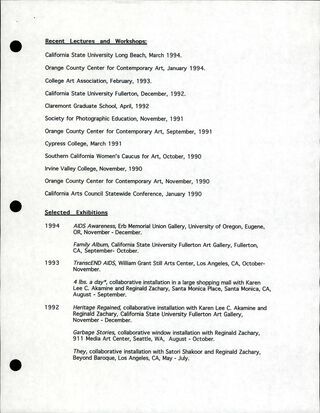 Recent Lectures and Workshops:
California State University Long Beach, March 1994.
Orange County Center for Contemporary Art, January 1994.
College Art Association, February, 1993.
California State University Fullerton, December, 1992.
Claremont Graduate School, April, 1992
Society for Photographic Education, November, 1991
Orange County Center for Contemporary Art, September, 1991
Cypress College, March 1991
Southern California Women's Caucus for Art, October, 1990
Irvine Valley College, November, 1990
Orange County Center for Contemporary Art, November, 1990
California Arts Council Statewide Conference, January 1990
Selected Exhibitions
1994 AIDS Awareness, Erb Memorial Union Gallery, University of Oregon, Eugene,
OR, November - December.
Family Album, California State University Fullerton Art Gallery, Fullerton,
CA, September- October.
1993 TranscEND AIDS, William Grant Still Arts Center, Los Angeles, CA, October-
November.
4 lbs. a day*, collaborative installation in a large shopping mall with Karen
Lee C. Akamine and Reginald Zachary, Santa Monica Place, Santa Monica, CA,
August - September.
1992 Heritage Regained, collaborative installation with Karen Lee C. Akamine and
Reginald Zachary, California State University Fullerton Art Gallery,
November - December.
Garbage Stories, collaborative window installation with Reginald Zachary,
911 Media Art Center, Seattle, WA, August - October.
They, collaborative installation with Satori Shakoor and Reginald Zachary,
Beyond Baroque, Los Angeles, CA, May - July.